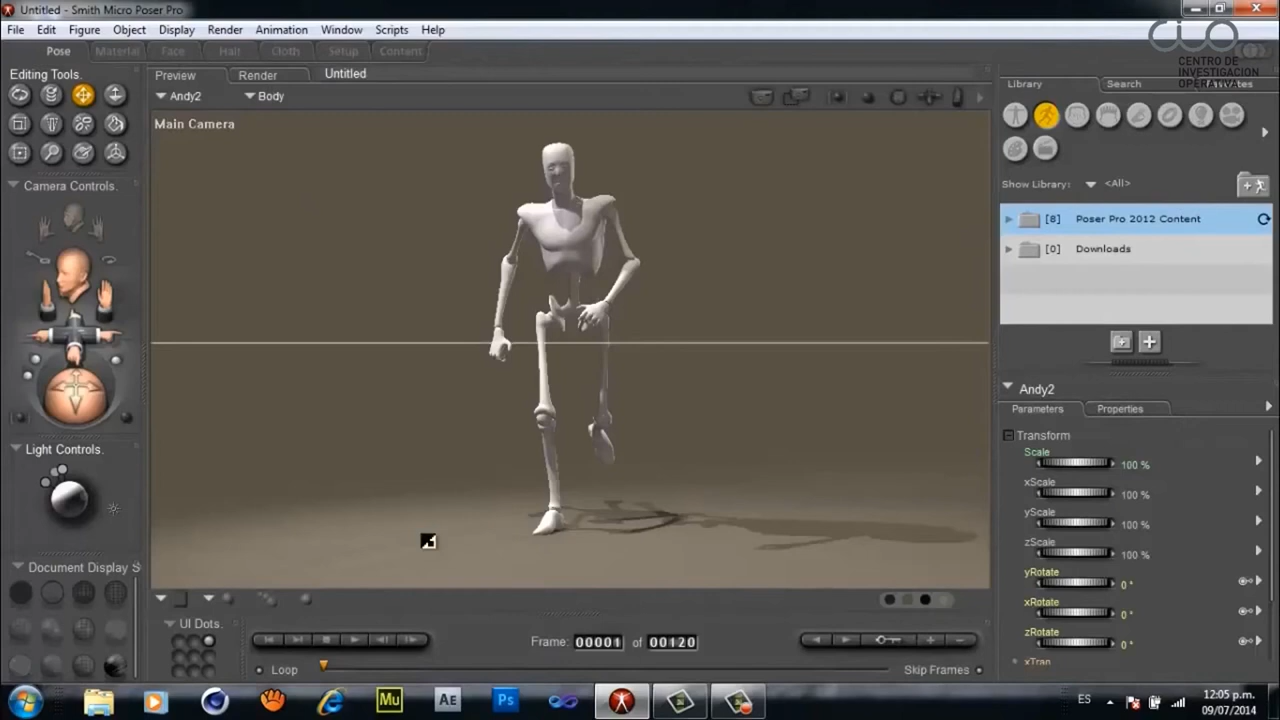 Untitled - Smith Micro Poser Pro
File Edit Figure Object Display Render Animation Window Scripts Help
Pose Material Face Hair Cloth Setup Content
CENTRO DE
INVESTIGACION
OPERATIVA
Editing Tools.
Preview Render Untitled
Library Search
Andy2 Body
Main Camera
Camera Controls.
Show Library: <All>
[8] Poser Pro 2012 Content
[0] Downloads
Andy2
Parameters Properties
Transform
Scale
100 %
xScale
100 %
yScale
100 %
zScale
100 %
yRotate
0 °
xRotate
0 °
zRotate
0 °
xTran
Light Controls.
Document Display S
UI Dots.
Frame: 00001 of 00120
Loop
Skip Frames
Mu
Ae
Ps
ES
12:05 p.m.
09/07/2014